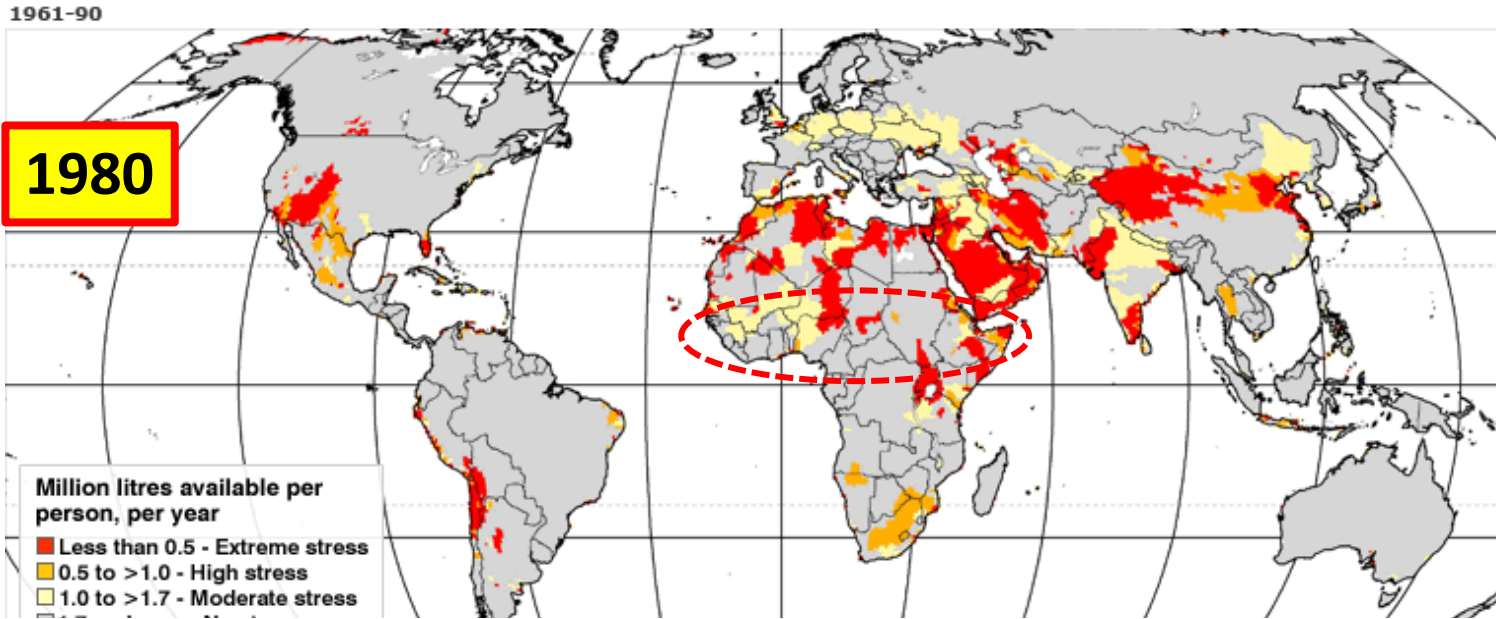 1961-90
1980
Million litres available per
person, per year
Less than 0.5 - Extreme stress
0.5 to >1.0 - High stress
1.0 to >1.7 - Moderate stress